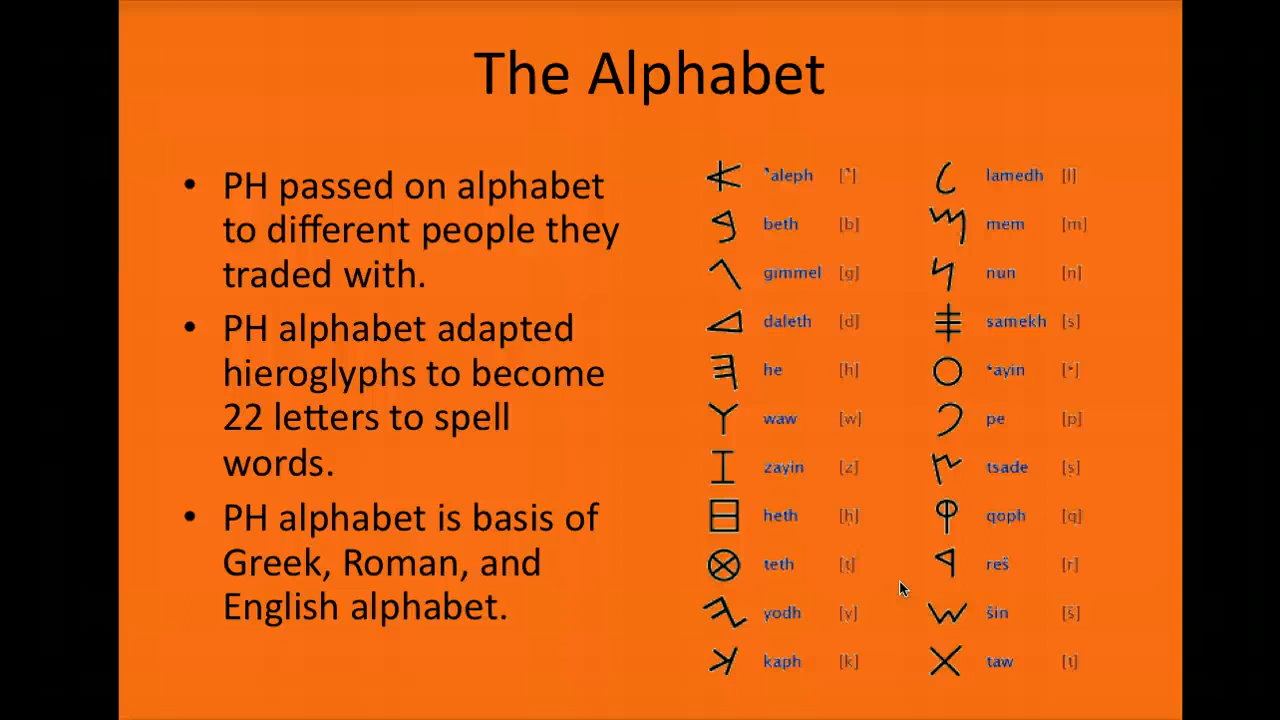 The Alphabet
• PH passed on alphabet
to different people they
traded with.
• PH alphabet adapted
hieroglyphs to become
22 letters to spell
words.
• PH alphabet is basis of
Greek, Roman, and
English alphabet.
𐤀 ʾaleph [ʾ]
𐤁 beth [b]
𐤂 gimmel [g]
𐤃 daleth [d]
𐤄 he [h]
𐤅 waw [w]
𐤆 zayin [z]
𐤇 heth [ḥ]
𐤈 teth [ṭ]
𐤉 yodh [y]
𐤊 kaph [k]
𐤋 lamedh [l]
𐤌 mem [m]
𐤍 nun [n]
𐤎 samekh [s]
𐤏 ʿayin [ʿ]
𐤐 pe [p]
𐤑 tsade [ṣ]
𐤒 qoph [q]
𐤓 reš [r]
𐤔 šin [š]
𐤕 taw [t]